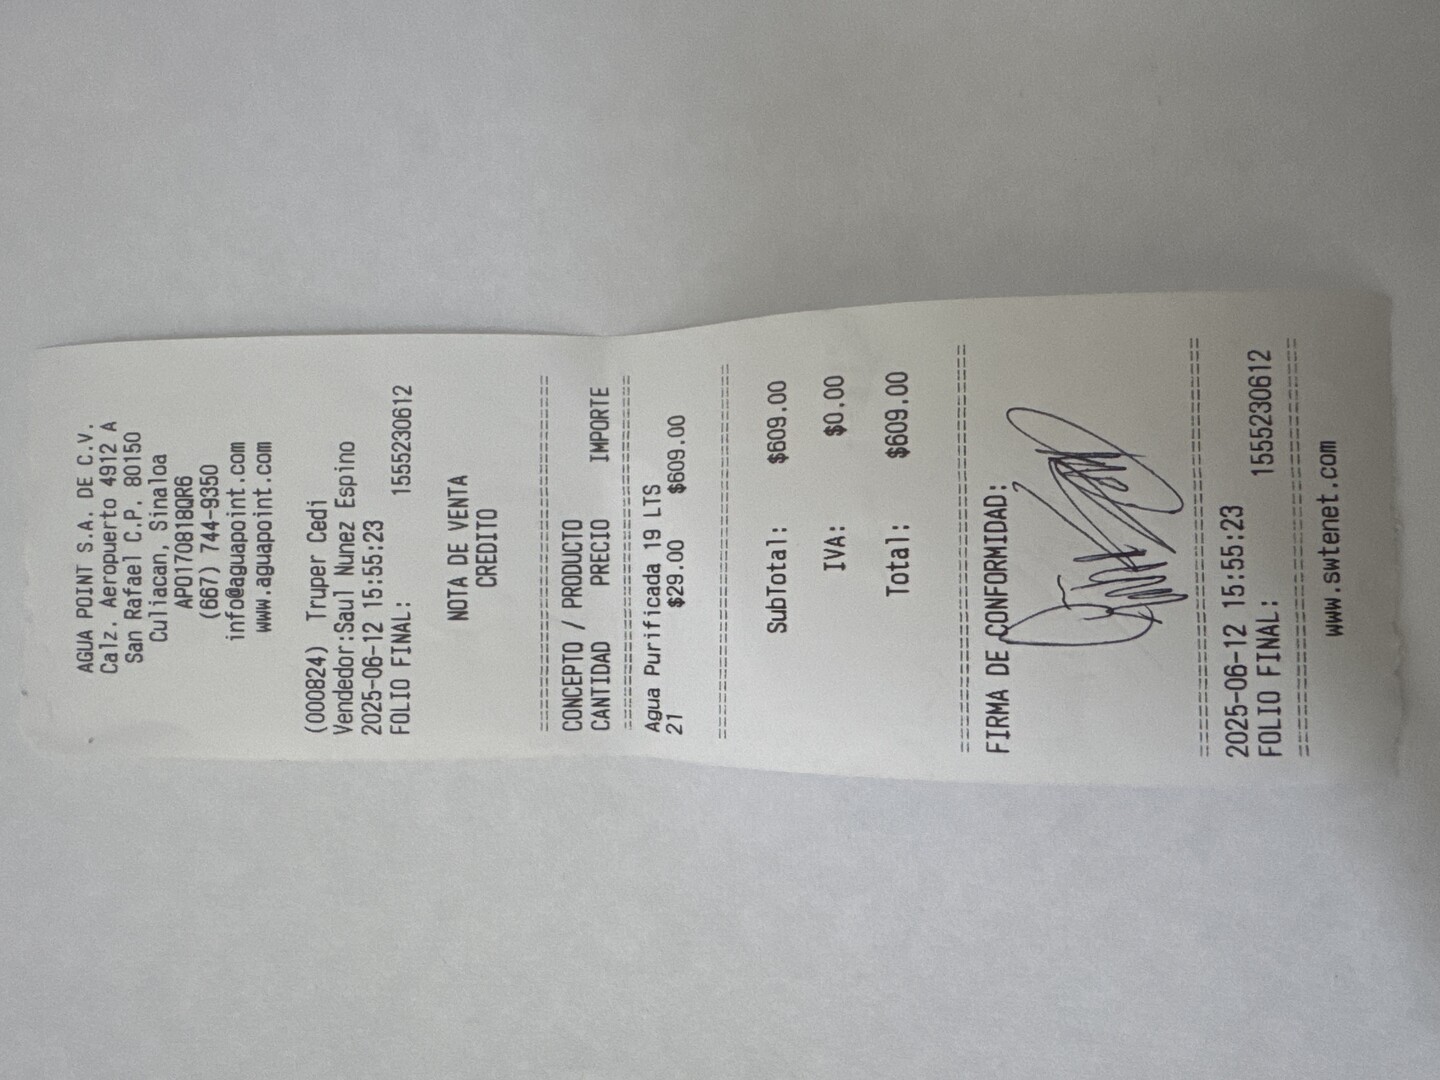 AGUA POINT S.A. DE C.V.
Calz. Aeropuerto 4912 A
San Rafael C.P. 80150
Culiacan, Sinaloa
APO170818QR6
(667) 744-9350
info@aguapoint.com
www.aguapoint.com
(000824) Truper Cedi
Vendedor:Saul Nunez Espino
2025-06-12 15:55:23
FOLIO FINAL: 1555230612
NOTA DE VENTA
CREDITO
CONCEPTO / PRODUCTO
CANTIDAD PRECIO IMPORTE
Agua Purificada 19 LTS
21 $29.00 $609.00
SubTotal: $609.00
IVA: $0.00
Total: $609.00
FIRMA DE CONFORMIDAD:
2025-06-12 15:55:23
FOLIO FINAL: 1555230612
www.swtenet.com